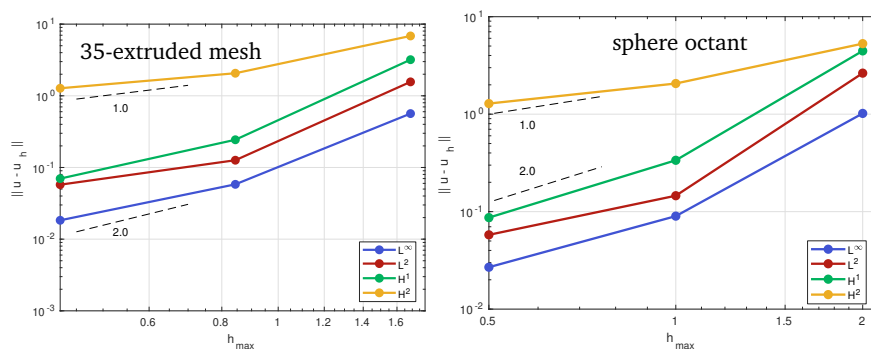 35-extruded mesh
10^1
10^0
10^-1
10^-2
10^-3
|| u - u_h ||
1.0
2.0
L^∞
L^2
H^1
H^2
0.6
0.8
1
1.2
1.4
1.6
h_max
sphere octant
10^1
10^0
10^-1
10^-2
|| u - u_h ||
1.0
2.0
L^∞
L^2
H^1
H^2
0.5
1
1.5
2
h_max